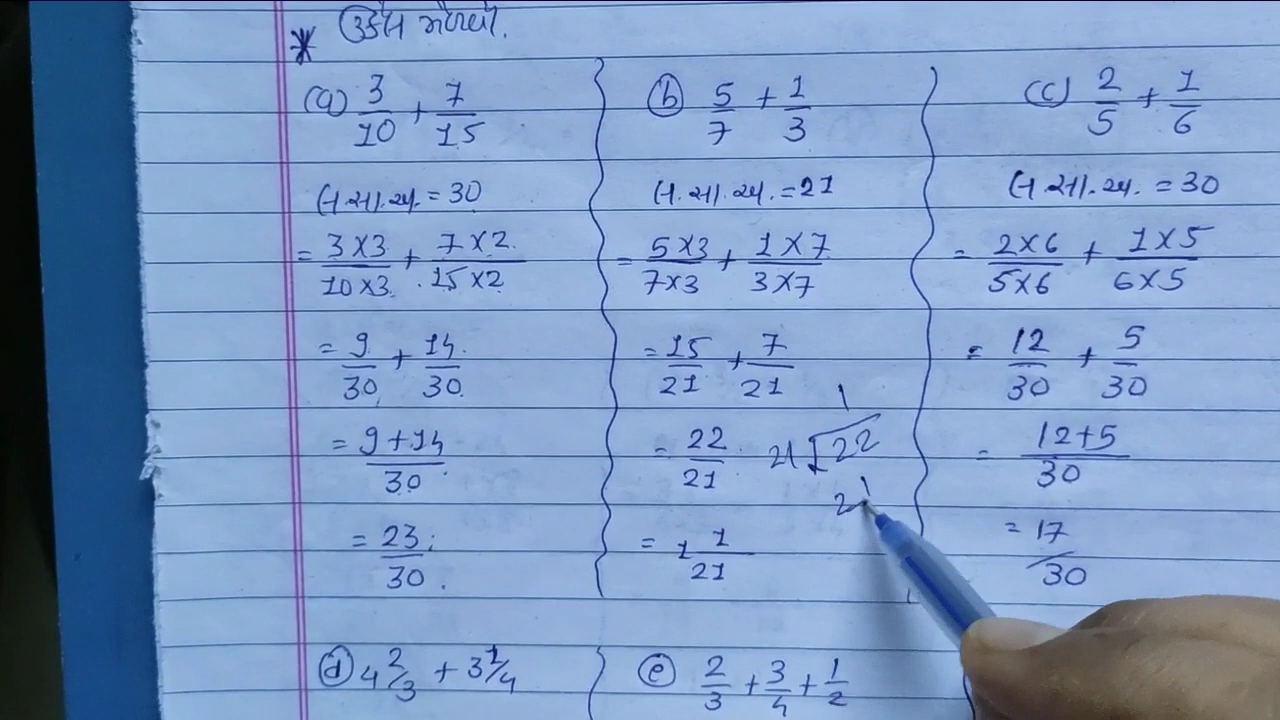 * ઉકેલ મેળવો.
(a) 3/10 + 7/15
= 30
= 3×3/10×3 + 7×2/15×2
= 9/30 + 14/30
= 9+14/30
= 23/30
(b) 5/7 + 1/3
= 21
= 5×3/7×3 + 1×7/3×7
= 15/21 + 7/21
= 22/21
1
21√22
21
= 1 1/21
(c) 2/5 + 1/6
= 30
= 2×6/5×6 + 1×5/6×5
= 12/30 + 5/30
= 12+5/30
= 17/30
(d) 4 2/3 + 3 1/4
(e) 2/3 + 3/4 + 1/2